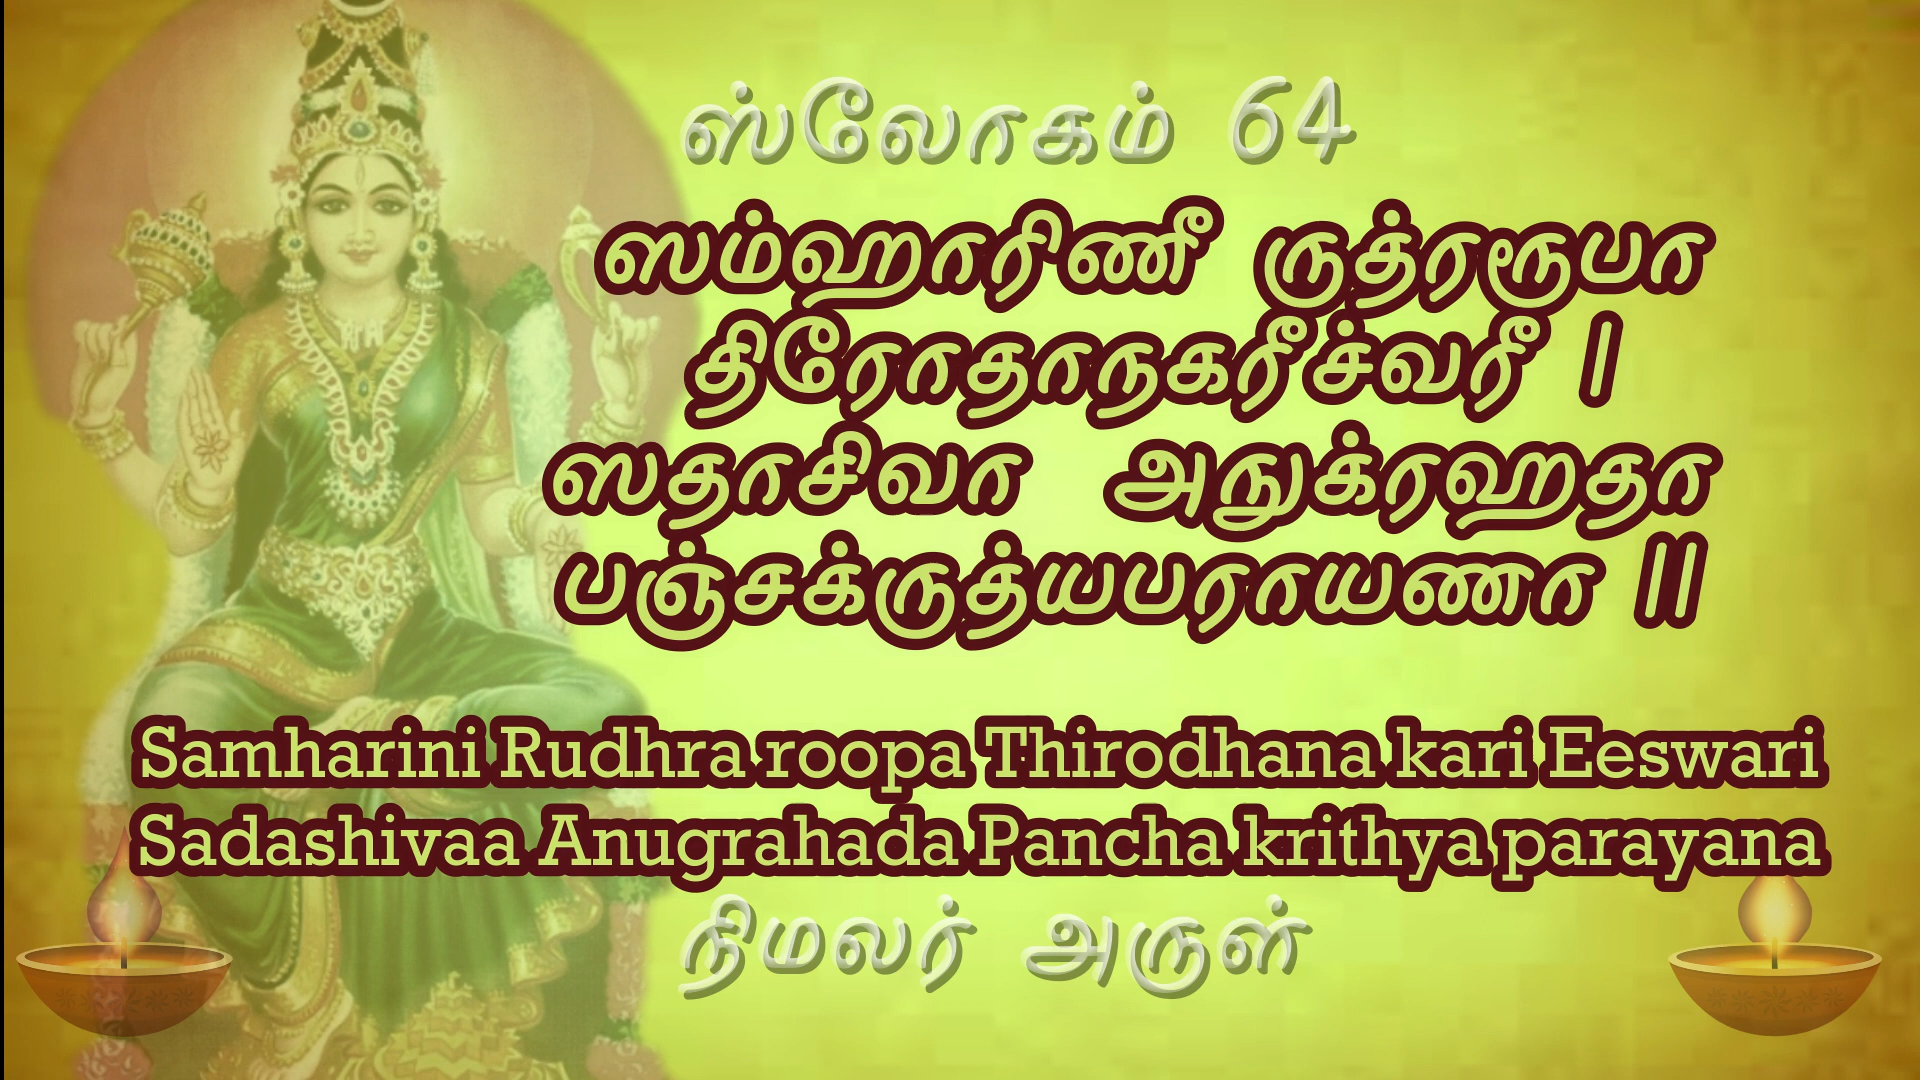 ஸ்லோகம் 64
ஸம்ஹாரிணீ ருத்ரரூபா
திரோதாநகரீச்வரீ |
ஸதாசிவா அநுக்ரஹதா
பஞ்சக்ருத்யபராயணா ||
Samharini Rudhra roopa Thirodhana kari Eeswari
Sadashivaa Anugrahada Pancha krithya parayana
நிமலர் அருள்